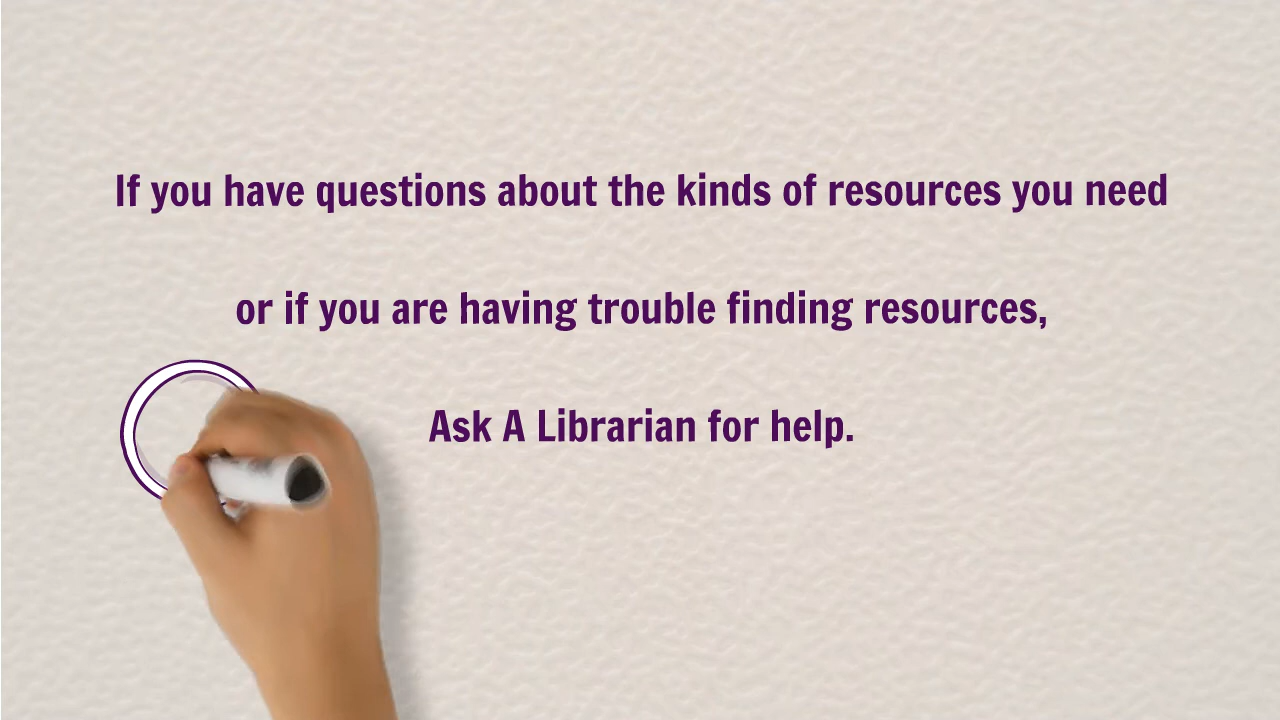 If you have questions about the kinds of resources you need
or if you are having trouble finding resources,
Ask A Librarian for help.